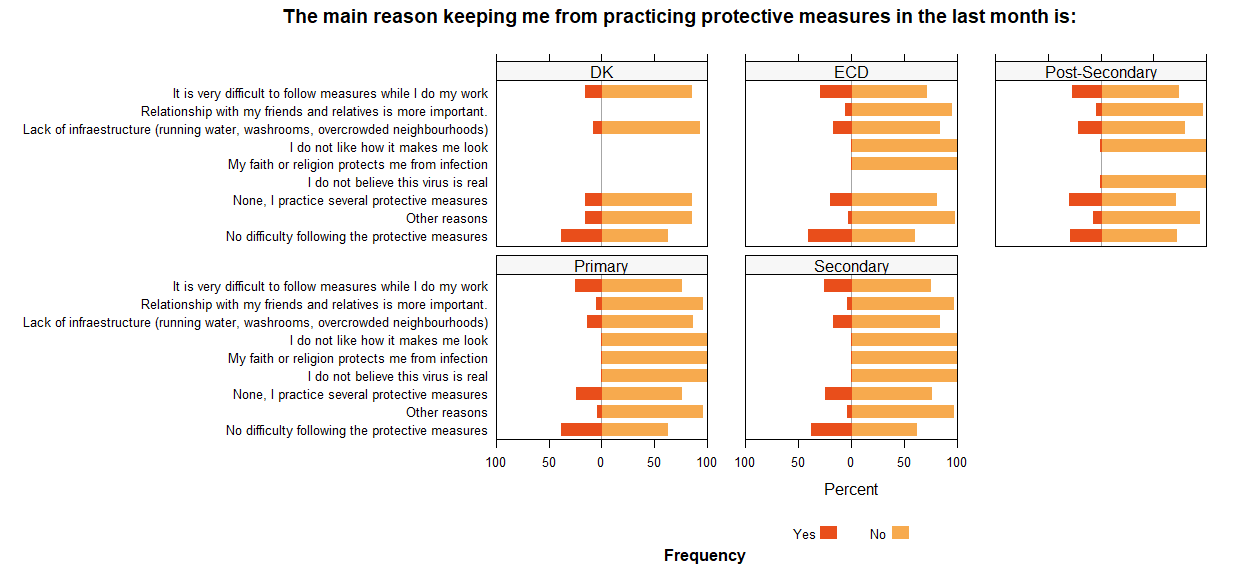 The main reason keeping me from practicing protective measures in the last month is:
DK
ECD
Post-Secondary
It is very difficult to follow measures while I do my work
Relationship with my friends and relatives is more important.
Lack of infraestructure (running water, washrooms, overcrowded neighbourhoods)
I do not like how it makes me look
My faith or religion protects me from infection
I do not believe this virus is real
None, I practice several protective measures
Other reasons
No difficulty following the protective measures
Primary
Secondary
It is very difficult to follow measures while I do my work
Relationship with my friends and relatives is more important.
Lack of infraestructure (running water, washrooms, overcrowded neighbourhoods)
I do not like how it makes me look
My faith or religion protects me from infection
I do not believe this virus is real
None, I practice several protective measures
Other reasons
No difficulty following the protective measures
100 50 0 50 100
100 50 0 50 100
Percent
Yes No
Frequency